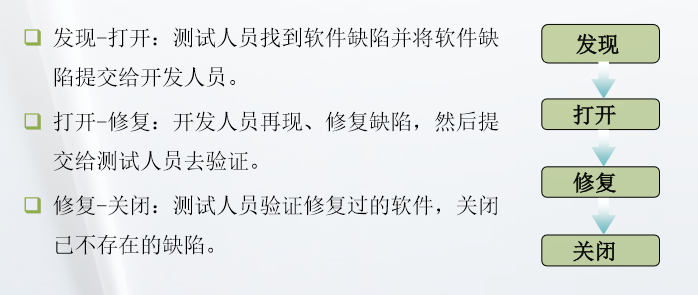 发现–打开：测试人员找到软件缺陷并将软件缺
陷提交给开发人员。
打开–修复：开发人员再现、修复缺陷，然后提
交给测试人员去验证。
修复–关闭：测试人员验证修复过的软件，关闭
已不存在的缺陷。
发现
打开
修复
关闭